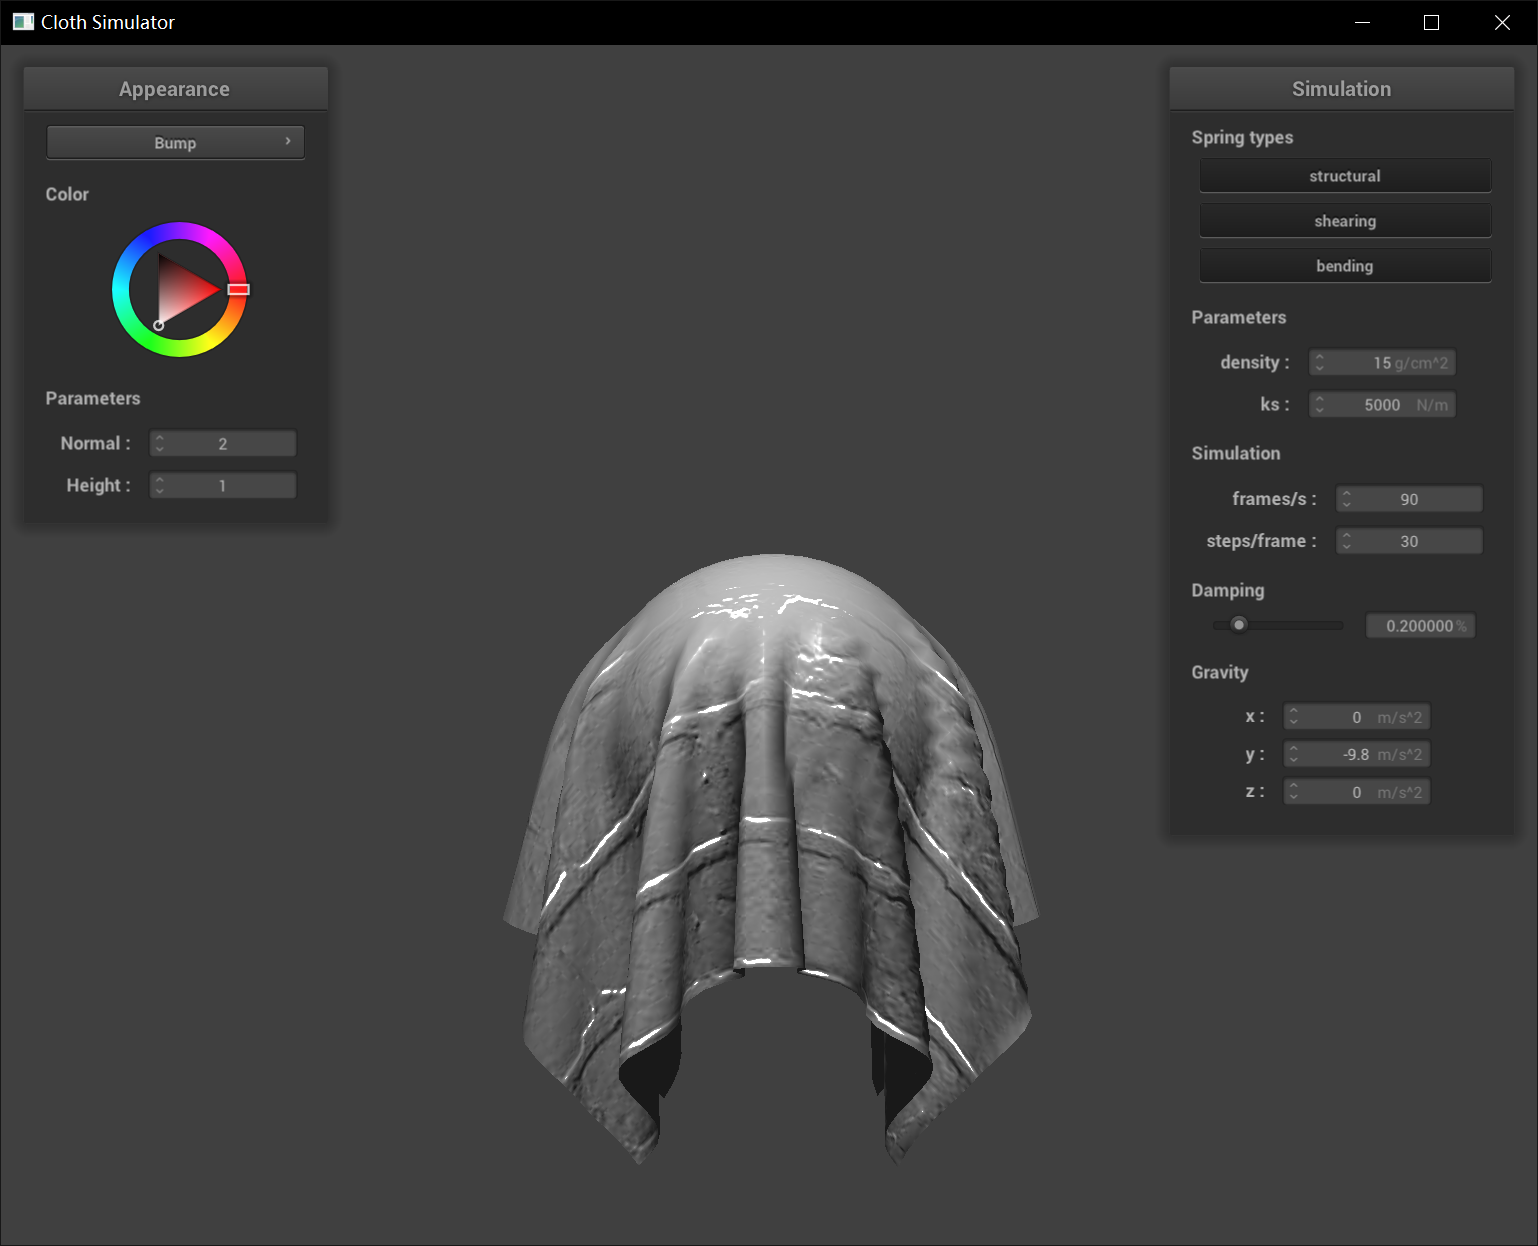 Cloth Simulator
Appearance
Bump
Color
Parameters
Normal : 2
Height : 1
Simulation
Spring types
structural
shearing
bending
Parameters
density : 15 g/cm^2
ks : 5000 N/m
Simulation
frames/s : 90
steps/frame : 30
Damping
0.200000 %
Gravity
x : 0 m/s^2
y : -9.8 m/s^2
z : 0 m/s^2